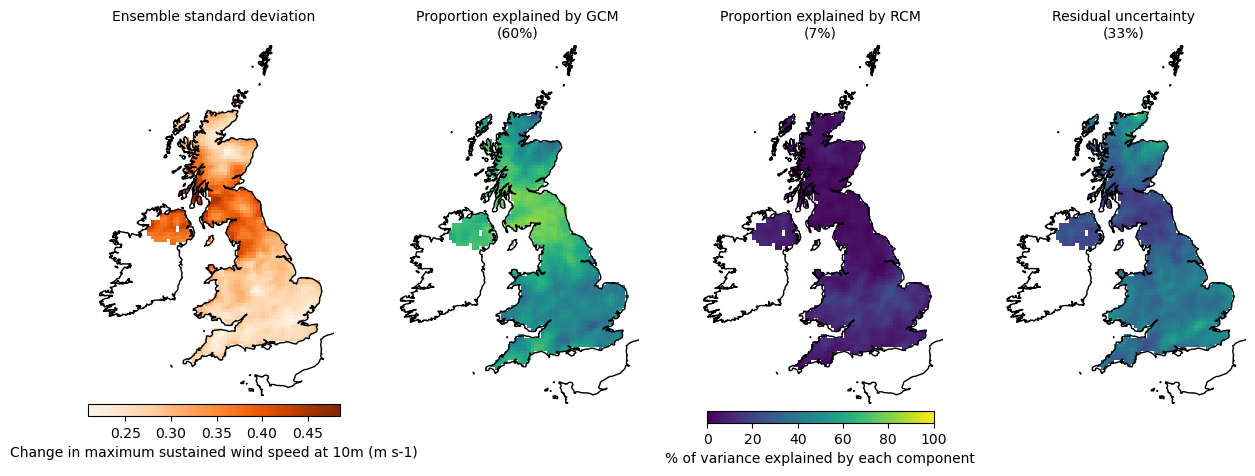 Ensemble standard deviation
Proportion explained by GCM
(60%)
Proportion explained by RCM
(7%)
Residual uncertainty
(33%)
0.25 0.30 0.35 0.40 0.45
Change in maximum sustained wind speed at 10m (m s-1)
0 20 40 60 80 100
% of variance explained by each component